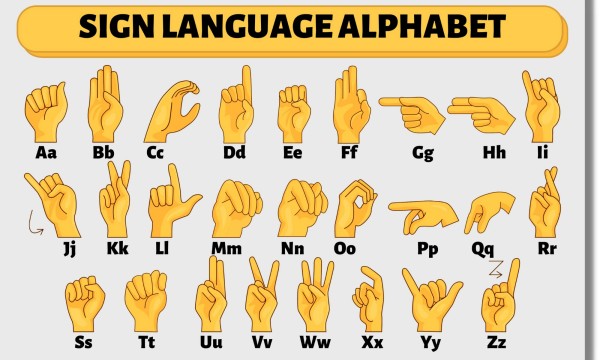 SIGN LANGUAGE ALPHABET
Aa Bb Cc Dd Ee Ff Gg Hh Ii
Jj Kk Ll Mm Nn Oo Pp Qq Rr
Ss Tt Uu Vv Ww Xx Yy Zz